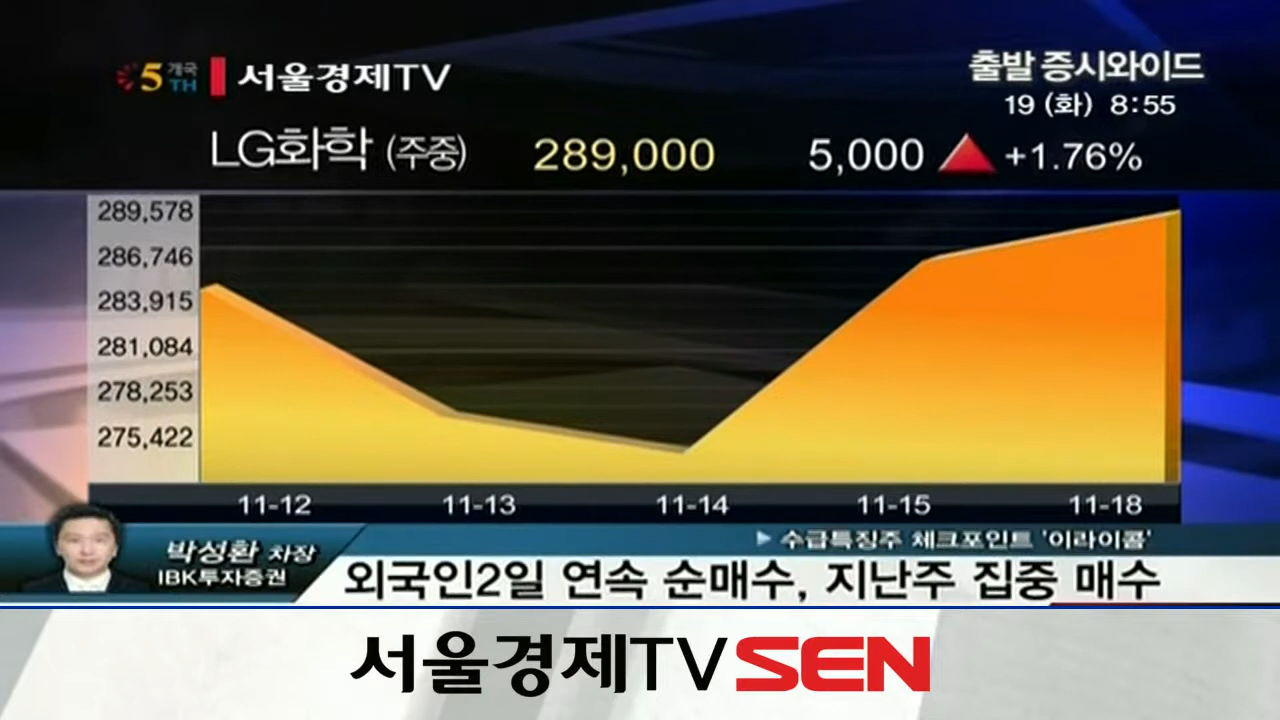 5 개국 TH 서울경제TV
출발 증시와이드
19 (화) 8:55
LG화학 (주중) 289,000 5,000 ▲ +1.76%
289,578
286,746
283,915
281,084
278,253
275,422
11-12 11-13 11-14 11-15 11-18
▶ 수급특징주 체크포인트 '이라이콤'
박성환 차장
IBK투자증권
외국인2일 연속 순매수, 지난주 집중 매수
서울경제TV SEN